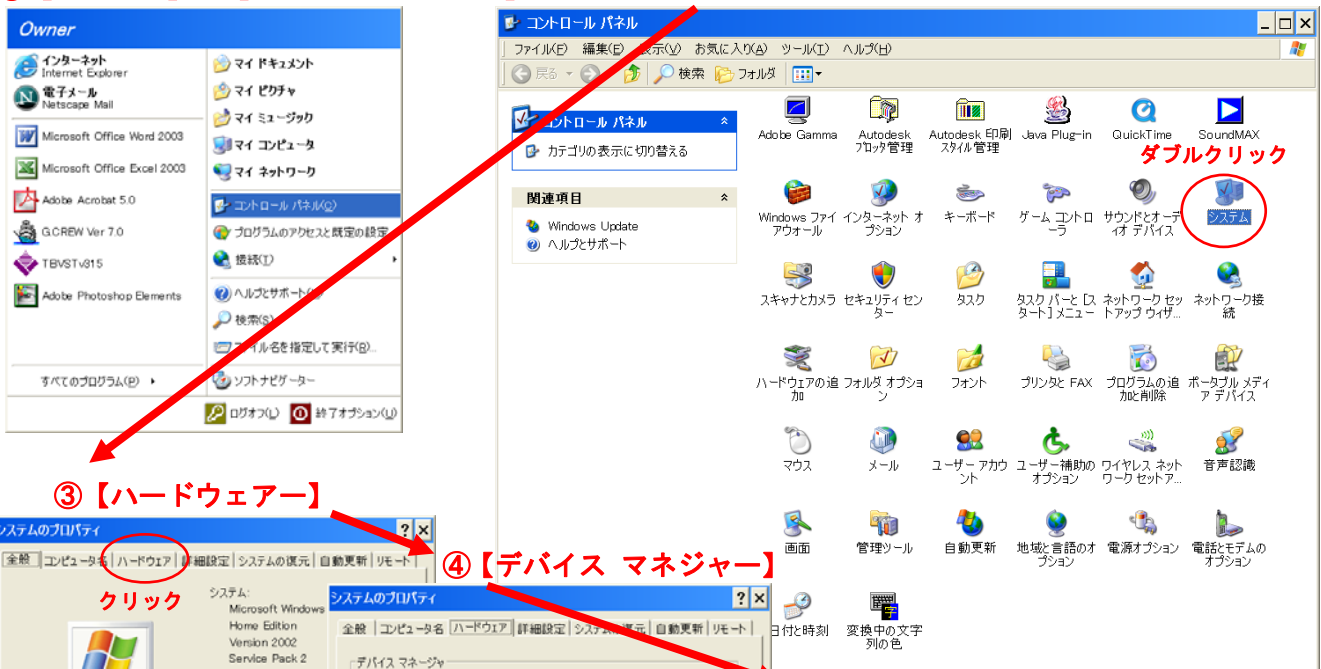 Owner
インターネット
Internet Explorer
電子メール
Netscape Mail
Microsoft Office Word 2003
Microsoft Office Excel 2003
Adobe Acrobat 5.0
G.CREW Ver 7.0
TBVSTv315
Adobe Photoshop Elements
すべてのプログラム(P)
マイ ドキュメント
マイ ピクチャ
マイ ミュージック
マイ コンピュータ
マイ ネットワーク
コントロール パネル(C)
プログラムのアクセスと既定の設定
接続(T)
ヘルプとサポート
検索(S)
ファイル名を指定して実行(R)...
ソフトナビゲーター
ログオフ(L)
終了オプション(U)
コントロール パネル
ファイル(F) 編集(E) 表示(V) お気に入り(A) ツール(T) ヘルプ(H)
戻る 検索 フォルダ
コントロール パネル
カテゴリの表示に切り替える
関連項目
Windows Update
ヘルプとサポート
Adobe Gamma
Autodesk プロッタ管理
Autodesk 印刷スタイル管理
Java Plug-in
QuickTime
SoundMAX
ダブルクリック
Windows ファイアウォール
インターネット オプション
キーボード
ゲーム コントローラ
サウンドとオーディオ デバイス
システム
スキャナとカメラ
セキュリティ センター
タスク
タスク バーと [スタート] メニュー
ネットワーク セットアップ ウィザ...
ネットワーク接続
ハードウェアの追加
フォルダ オプション
フォント
プリンタと FAX
プログラムの追加と削除
ポータブル メディア デバイス
マウス
メール
ユーザー アカウント
ユーザー補助のオプション
ワイヤレス ネットワーク セットア...
音声認識
画面
管理ツール
自動更新
地域と言語のオプション
電源オプション
電話とモデムのオプション
日付と時刻
変換中の文字列の色
③【ハードウェアー】
システムのプロパティ
全般 コンピュータ名 ハードウェア 詳細設定 システムの復元 自動更新 リモート
クリック
システム:
Microsoft Windows
Home Edition
Version 2002
Service Pack 2
④【デバイス マネジャー】
システムのプロパティ
全般 コンピュータ名 ハードウェア 詳細設定 システムの復元 自動更新 リモート
デバイス マネージャ